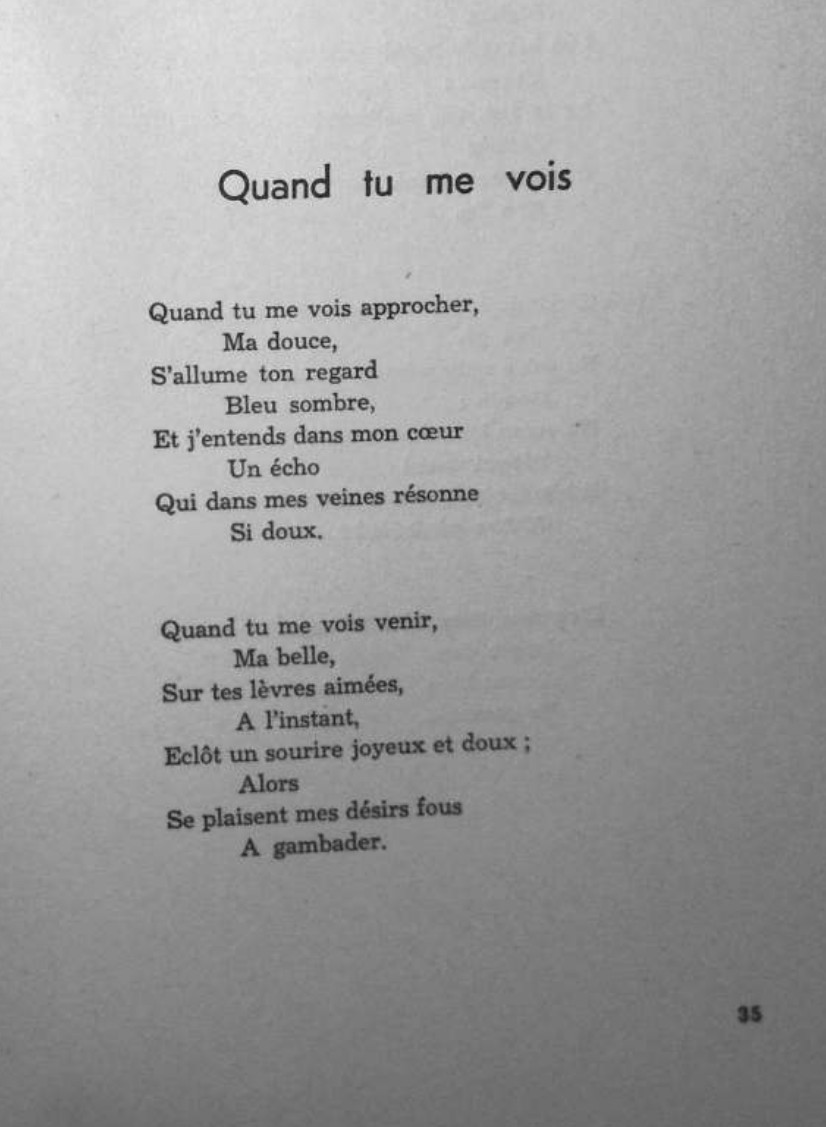 Quand tu me vois
Quand tu me vois approcher,
Ma douce,
S'allume ton regard
Bleu sombre,
Et j'entends dans mon cœur
Un écho
Qui dans mes veines résonne
Si doux.
Quand tu me vois venir,
Ma belle,
Sur tes lèvres aimées,
A l'instant,
Eclôt un sourire joyeux et doux ;
Alors
Se plaisent mes désirs fous
A gambader.
35